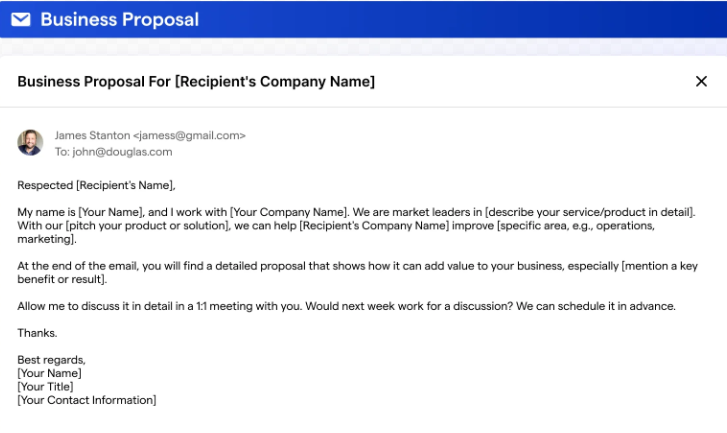 Business Proposal
Business Proposal For [Recipient's Company Name]
James Stanton <jamess@gmail.com>
To: john@douglas.com
Respected [Recipient's Name],
My name is [Your Name], and I work with [Your Company Name]. We are market leaders in [describe your service/product in detail].
With our [pitch your product or solution], we can help [Recipient's Company Name] improve [specific area, e.g., operations,
marketing].
At the end of the email, you will find a detailed proposal that shows how it can add value to your business, especially [mention a key
benefit or result].
Allow me to discuss it in detail in a 1:1 meeting with you. Would next week work for a discussion? We can schedule it in advance.
Thanks.
Best regards,
[Your Name]
[Your Title]
[Your Contact Information]